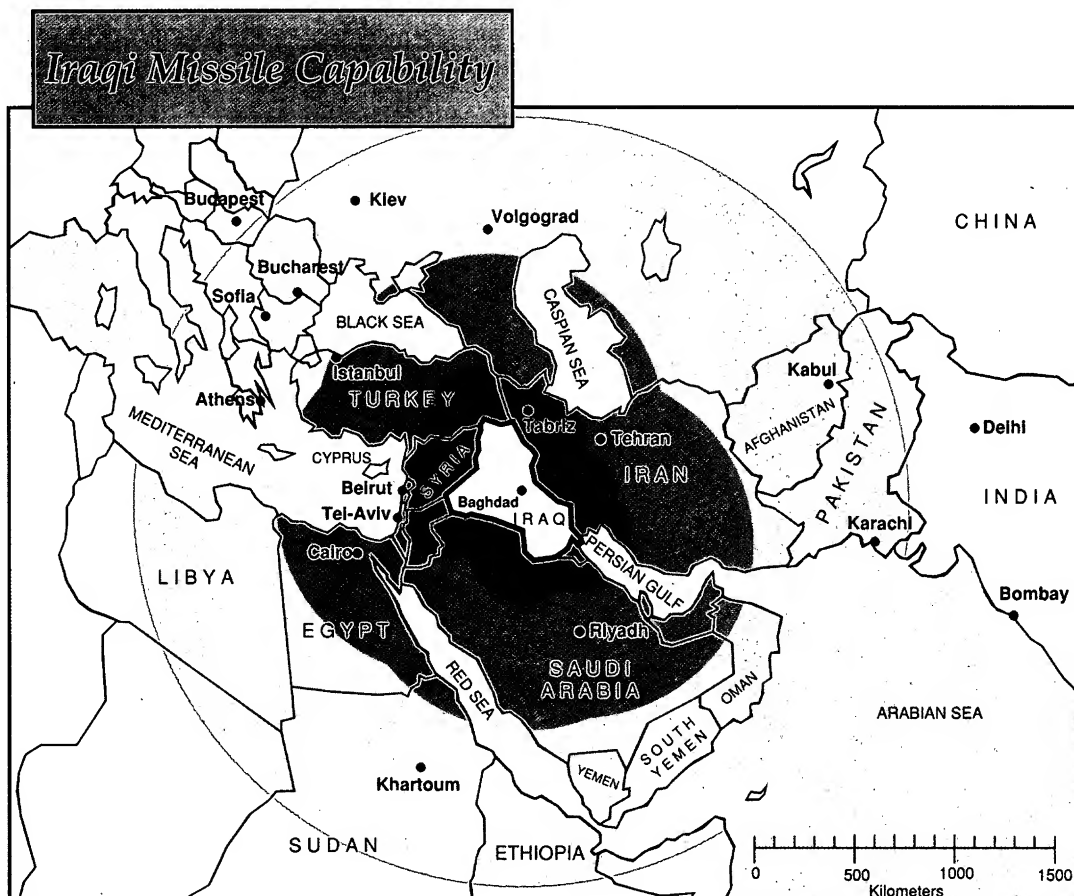 Iraqi Missile Capability
Budapest
Kiev
Volgograd
CHINA
Bucharest
Sofia
BLACK SEA
CASPIAN SEA
Istanbul
TURKEY
Athens
Kabul
AFGHANISTAN
Tabriz
Tehran
Delhi
MEDITERRANEAN
SEA
CYPRUS
SYRIA
IRAN
PAKISTAN
INDIA
Beirut
Baghdad
IRAQ
Tel-Aviv
Karachi
Cairo
PERSIAN GULF
LIBYA
Bombay
EGYPT
Riyadh
SAUDI
ARABIA
RED SEA
OMAN
ARABIAN SEA
SOUTH
YEMEN
YEMEN
Khartoum
SUDAN
ETHIOPIA
0 500 1000 1500
Kilometers